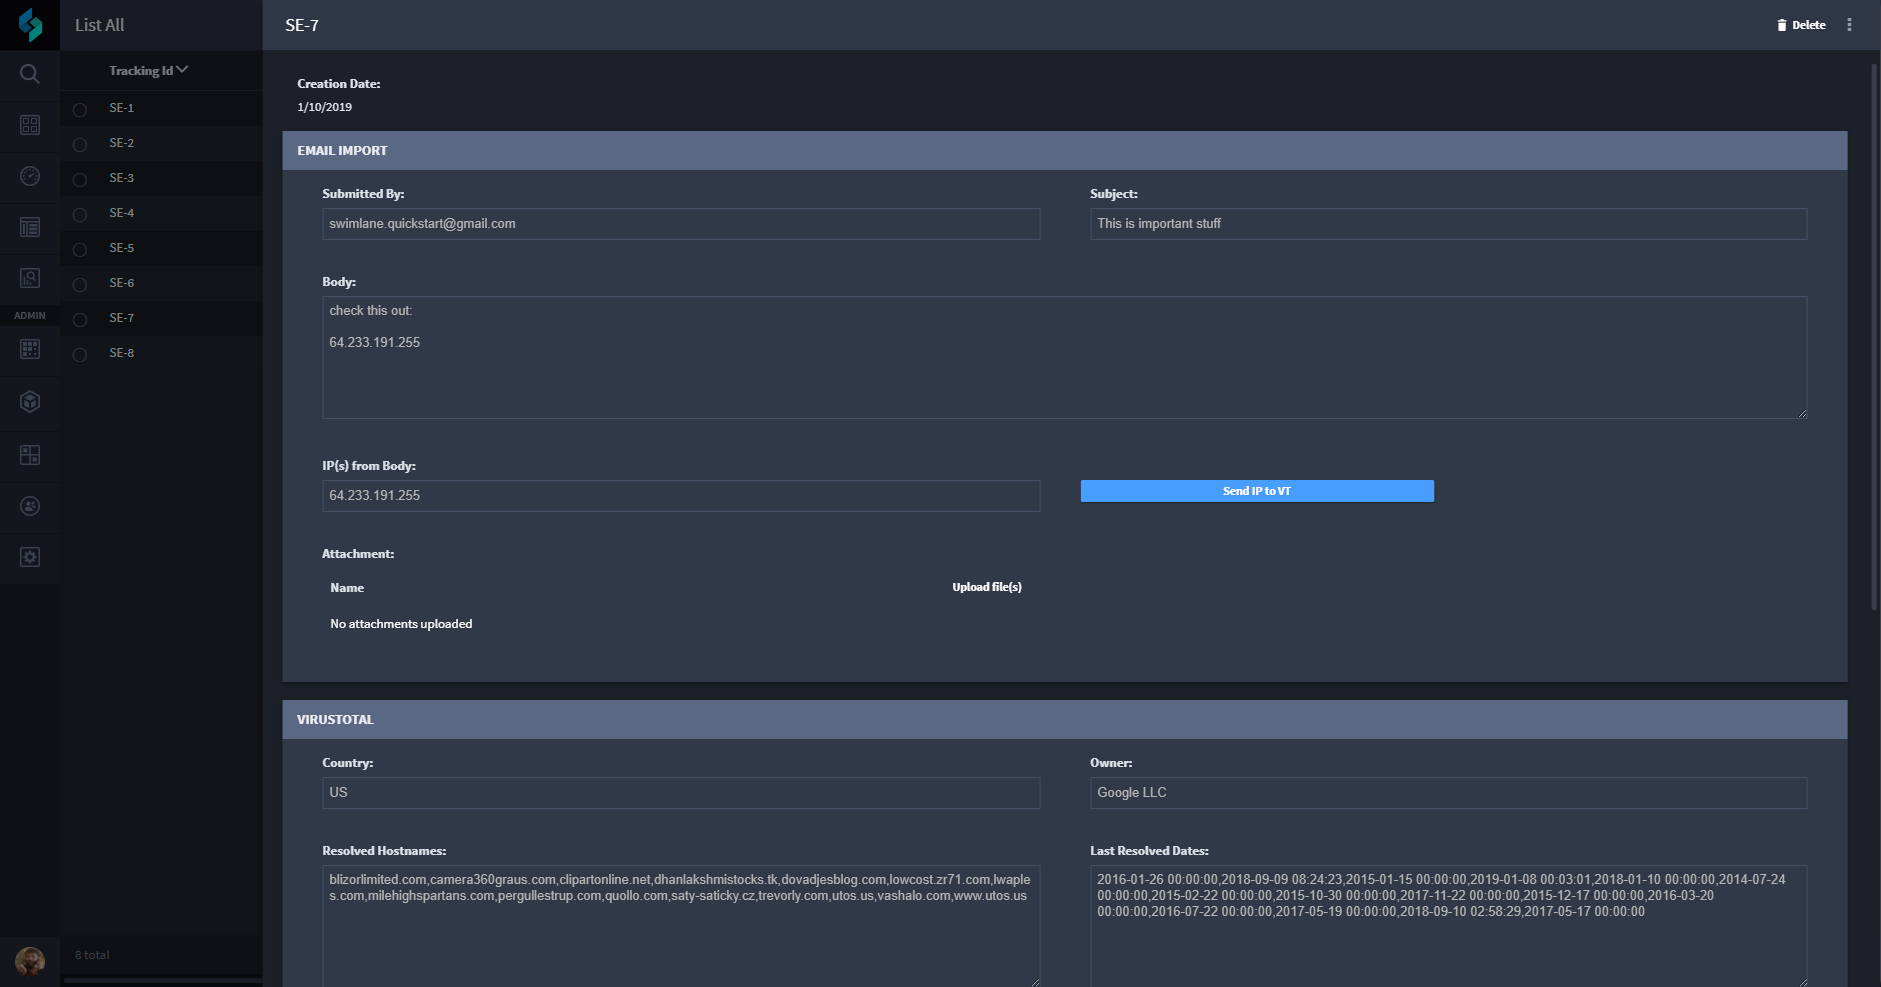 List All
SE-7
Delete
Tracking Id
SE-1
SE-2
SE-3
SE-4
SE-5
SE-6
SE-7
SE-8
ADMIN
8 total
Creation Date:
1/10/2019
EMAIL IMPORT
Submitted By:
swimlane.quickstart@gmail.com
Subject:
This is important stuff
Body:
check this out:
64.233.191.255
IP(s) from Body:
64.233.191.255
Send IP to VT
Attachment:
Name
Upload file(s)
No attachments uploaded
VIRUSTOTAL
Country:
US
Owner:
Google LLC
Resolved Hostnames:
blizorlimited.com,camera360graus.com,clipartonline.net,dhanlakshmistocks.tk,dovadjesblog.com,lowcost.zr71.com,lwaple
s.com,milehighspartans.com,pergullestrup.com,quollo.com,saty-saticky.cz,trevorly.com,utos.us,vashalo.com,www.utos.us
Last Resolved Dates:
2016-01-26 00:00:00,2018-09-09 08:24:23,2015-01-15 00:00:00,2019-01-08 00:03:01,2018-01-10 00:00:00,2014-07-24
00:00:00,2015-02-22 00:00:00,2015-10-30 00:00:00,2017-11-22 00:00:00,2015-12-17 00:00:00,2016-03-20
00:00:00,2016-07-22 00:00:00,2017-05-19 00:00:00,2018-09-10 02:58:29,2017-05-17 00:00:00